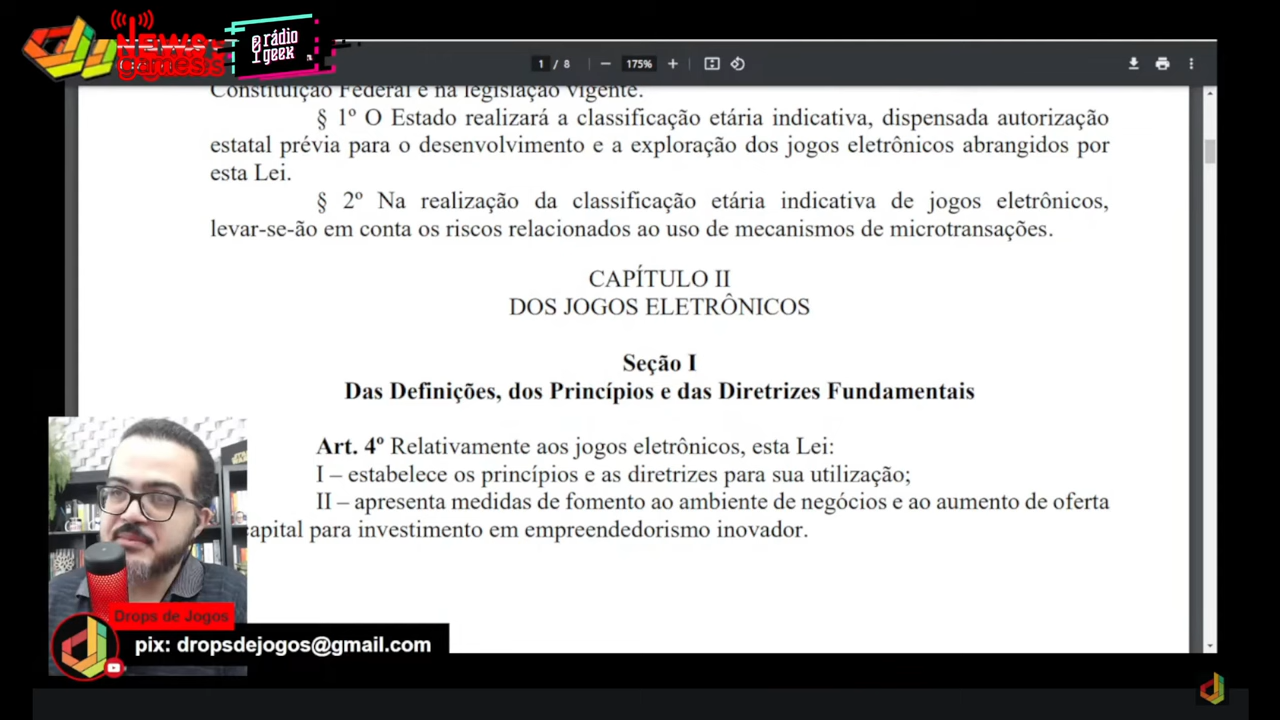 NEWS
games
rádio
geek
1 / 8
175%
Constituição Federal e na legislação vigente.
§ 1º O Estado realizará a classificação etária indicativa, dispensada autorização
estatal prévia para o desenvolvimento e a exploração dos jogos eletrônicos abrangidos por
esta Lei.
§ 2º Na realização da classificação etária indicativa de jogos eletrônicos,
levar-se-ão em conta os riscos relacionados ao uso de mecanismos de microtransações.
CAPÍTULO II
DOS JOGOS ELETRÔNICOS
Seção I
Das Definições, dos Princípios e das Diretrizes Fundamentais
Art. 4º Relativamente aos jogos eletrônicos, esta Lei:
I – estabelece os princípios e as diretrizes para sua utilização;
II – apresenta medidas de fomento ao ambiente de negócios e ao aumento de oferta
capital para investimento em empreendedorismo inovador.
Drops de Jogos
pix: dropsdejogos@gmail.com